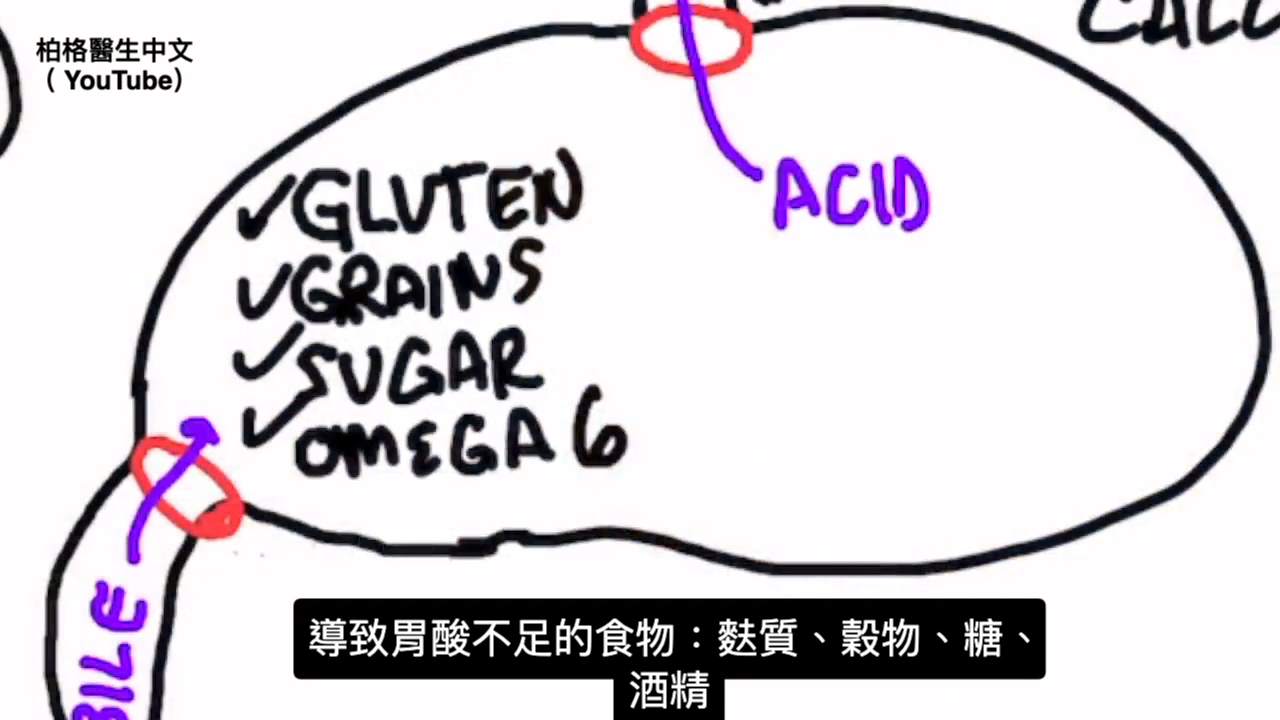 柏格醫生中文
（ YouTube）
CALC
ACID
✓GLUTEN
✓GRAINS
✓SUGAR
✓OMEGA 6
BILE
導致胃酸不足的食物：麩質、穀物、糖、
酒精